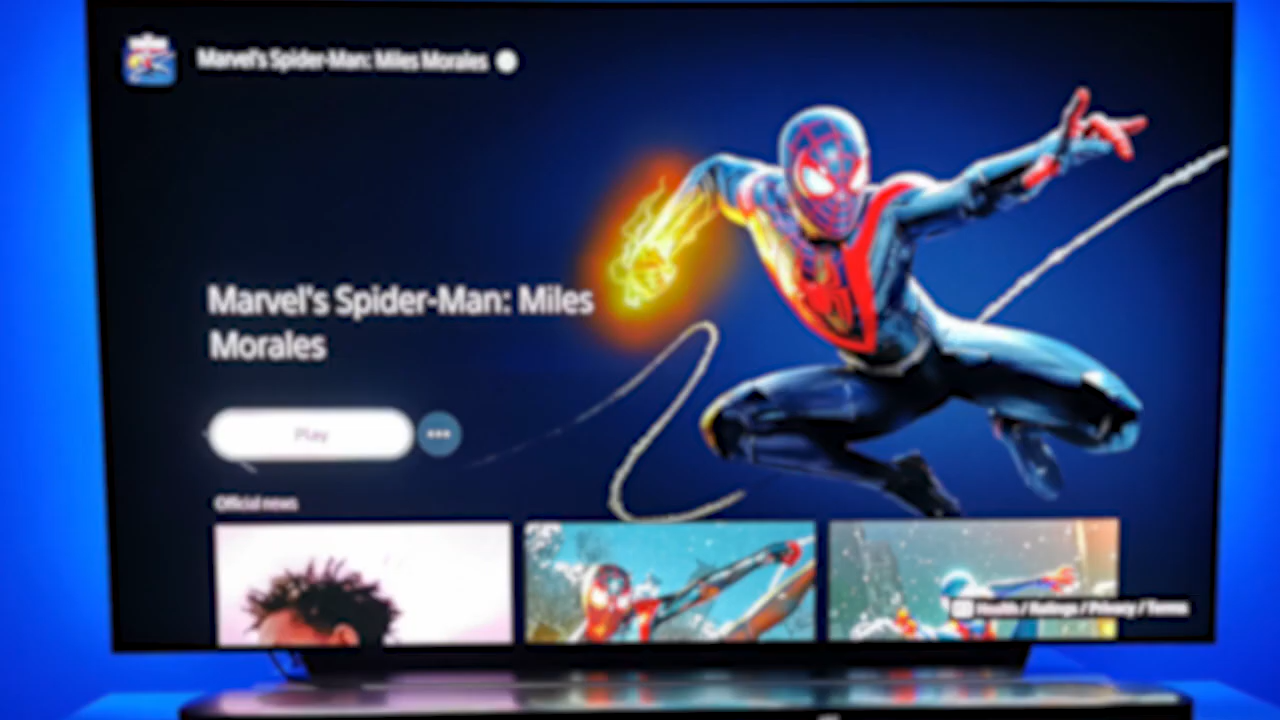 Marvel's Spider-Man: Miles Morales
Marvel's Spider-Man: Miles
Morales
Play
•••
Official news
Health / Ratings / Privacy / Terms